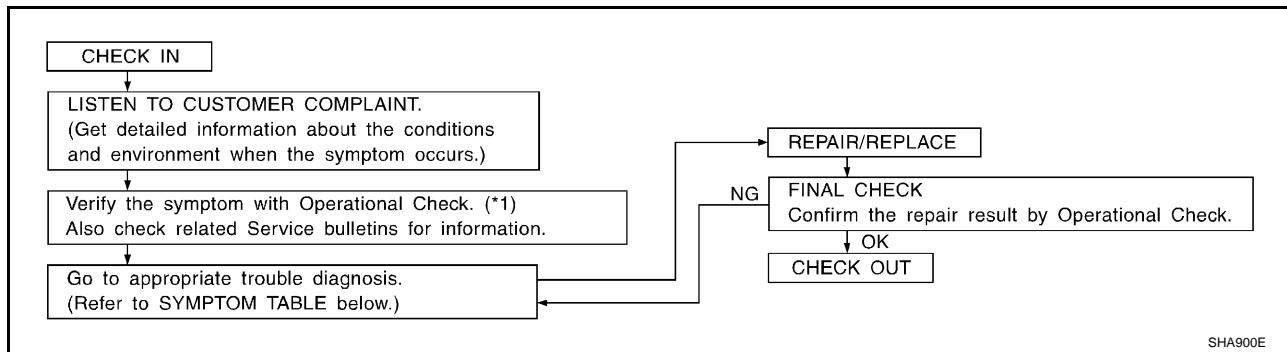 CHECK IN
LISTEN TO CUSTOMER COMPLAINT.
(Get detailed information about the conditions
and environment when the symptom occurs.)
Verify the symptom with Operational Check. (*1)
Also check related Service bulletins for information.
Go to appropriate trouble diagnosis.
(Refer to SYMPTOM TABLE below.)
REPAIR/REPLACE
NG
FINAL CHECK
Confirm the repair result by Operational Check.
OK
CHECK OUT
SHA900E